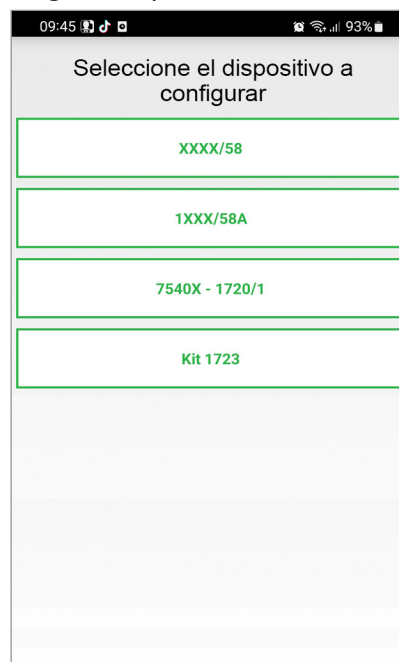 09:45 93%
Seleccione el dispositivo a
configurar
XXXX/58
1XXX/58A
7540X - 1720/1
Kit 1723